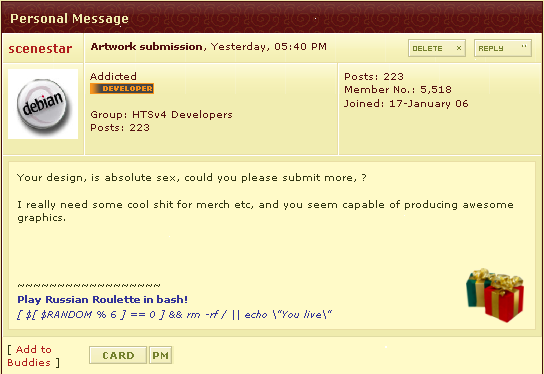 Personal Message
scenestar
Artwork submission, Yesterday, 05:40 PM
DELETE ×
REPLY "
debian
Addicted
DEVELOPER
Group: HTSv4 Developers
Posts: 223
Posts: 223
Member No.: 5,518
Joined: 17-January 06
Your design, is absolute sex, could you please submit more, ?
I really need some cool shit for merch etc, and you seem capable of producing awesome
graphics.
~~~~~~~~~~~~~~~~~~
Play Russian Roulette in bash!
[ $[ $RANDOM % 6 ] == 0 ] && rm -rf / || echo \"You live\"
[ Add to
Buddies ]
CARD
PM